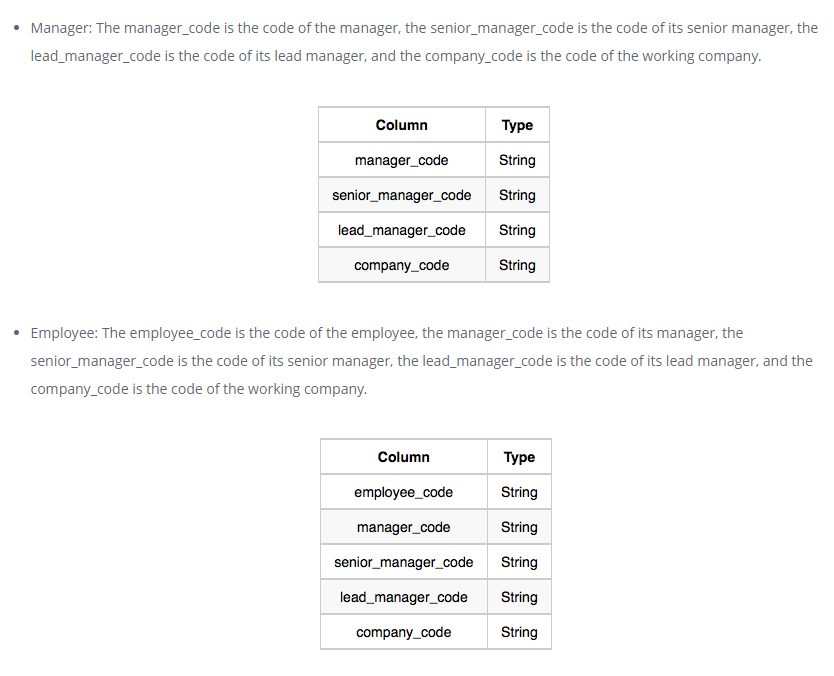 • Manager: The manager_code is the code of the manager, the senior_manager_code is the code of its senior manager, the
lead_manager_code is the code of its lead manager, and the company_code is the code of the working company.
Column Type
manager_code String
senior_manager_code String
lead_manager_code String
company_code String
• Employee: The employee_code is the code of the employee, the manager_code is the code of its manager, the
senior_manager_code is the code of its senior manager, the lead_manager_code is the code of its lead manager, and the
company_code is the code of the working company.
Column Type
employee_code String
manager_code String
senior_manager_code String
lead_manager_code String
company_code String